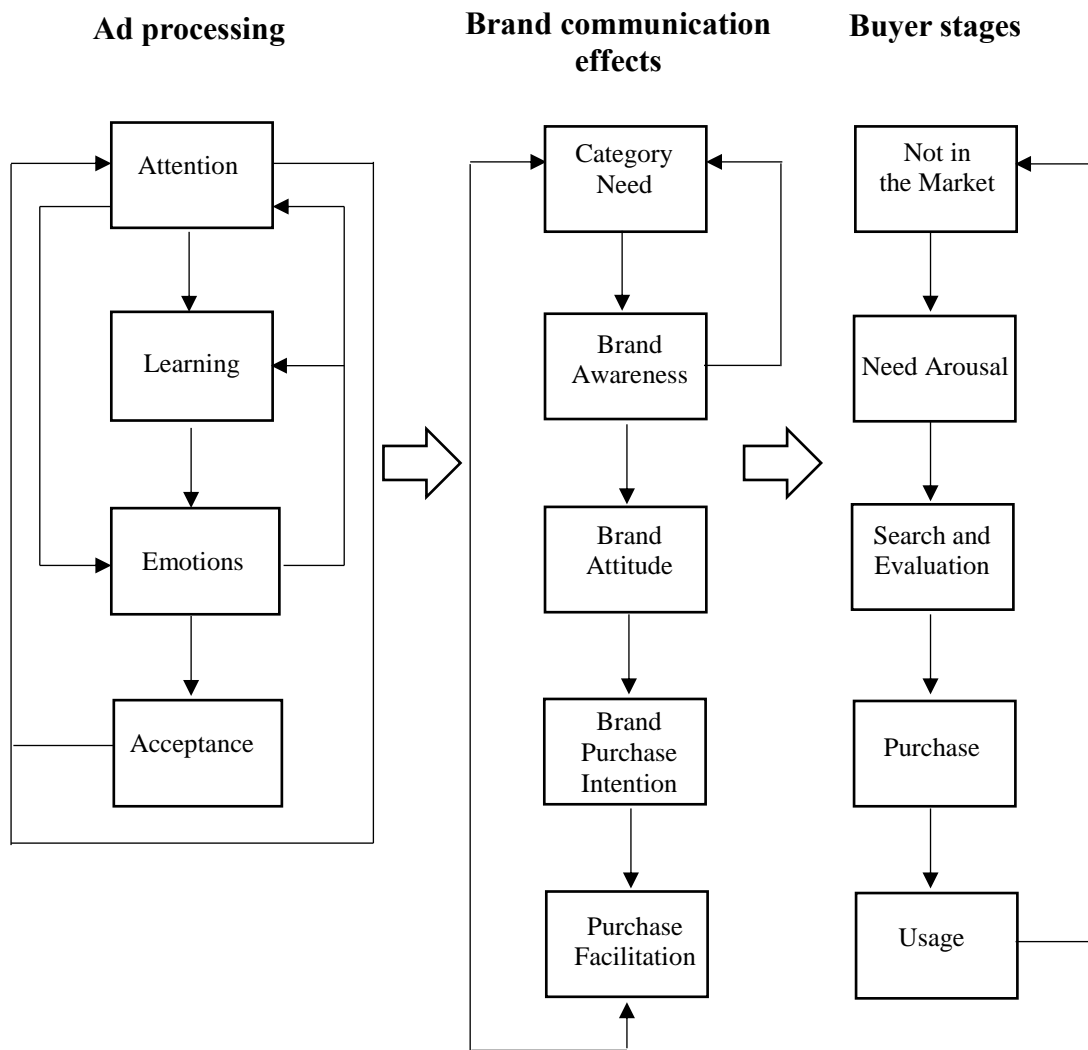 Ad processing
Brand communication
effects
Buyer stages
Attention
Learning
Emotions
Acceptance
Category
Need
Brand
Awareness
Brand
Attitude
Brand
Purchase
Intention
Purchase
Facilitation
Not in
the Market
Need Arousal
Search and
Evaluation
Purchase
Usage